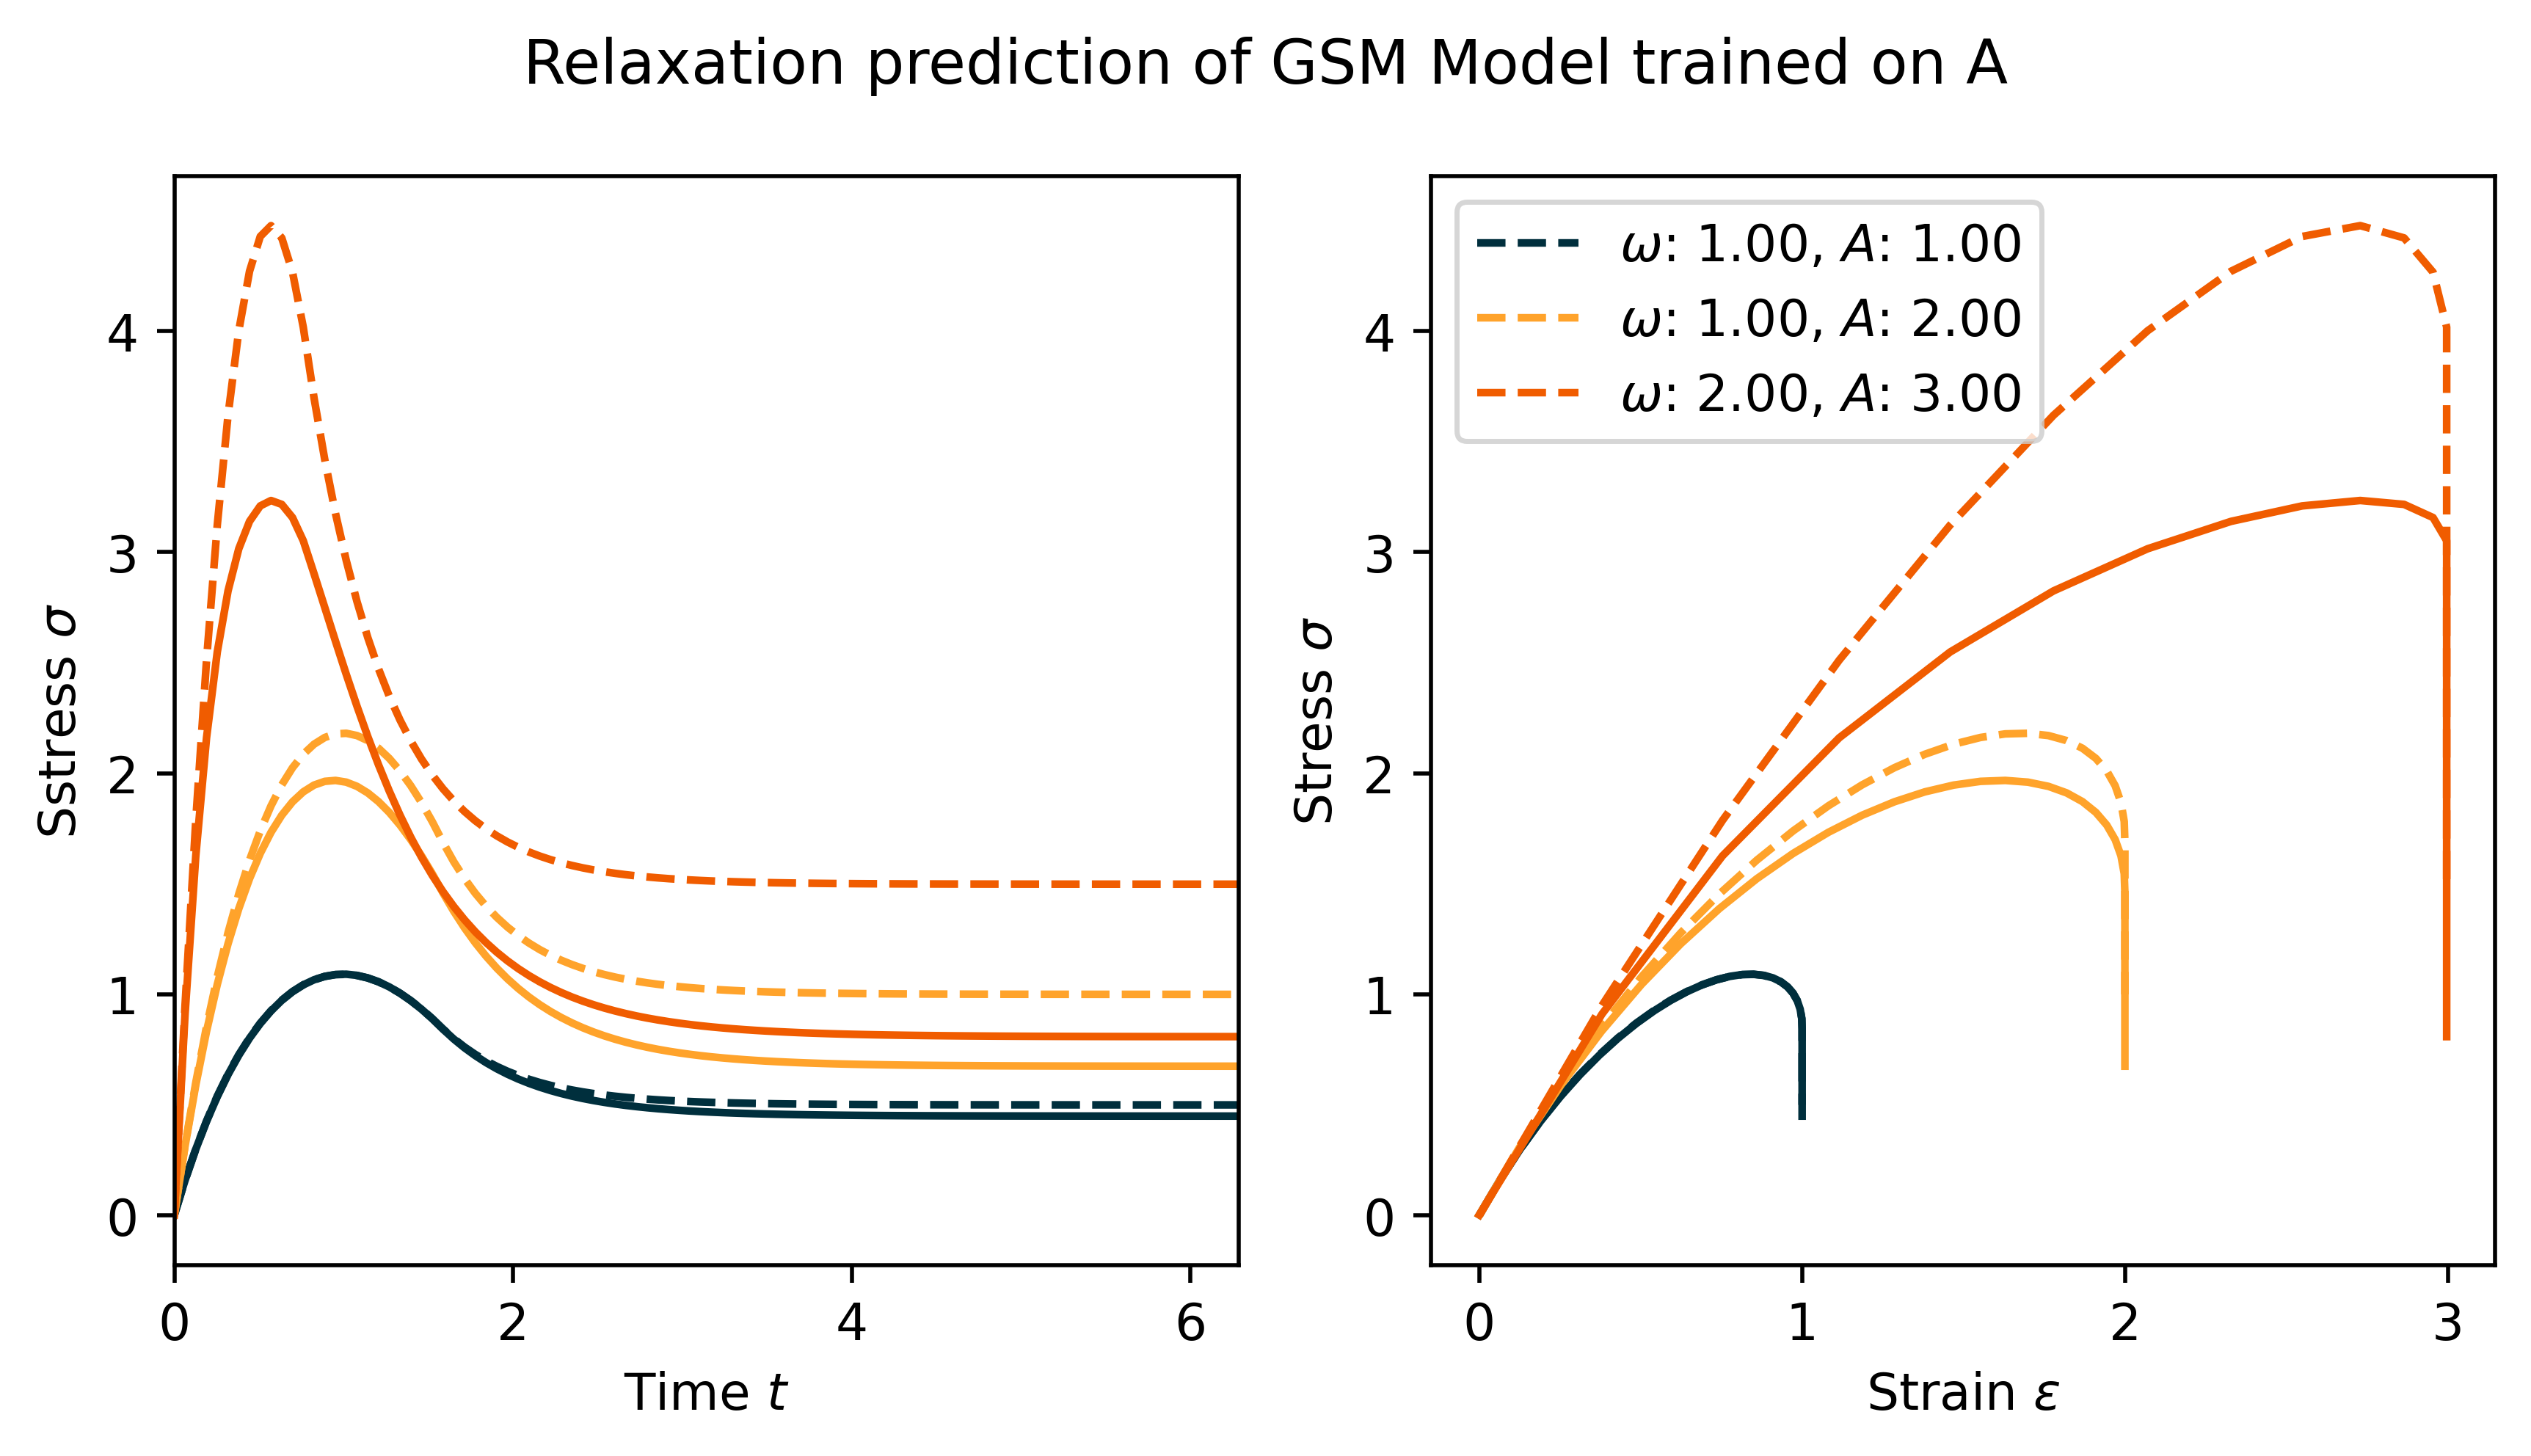 Relaxation prediction of GSM Model trained on A
Sstress σ
4
3
2
1
0
0 2 4 6
Time t
Stress σ
4
3
2
1
0
ω: 1.00, A: 1.00
ω: 1.00, A: 2.00
ω: 2.00, A: 3.00
0 1 2 3
Strain ε